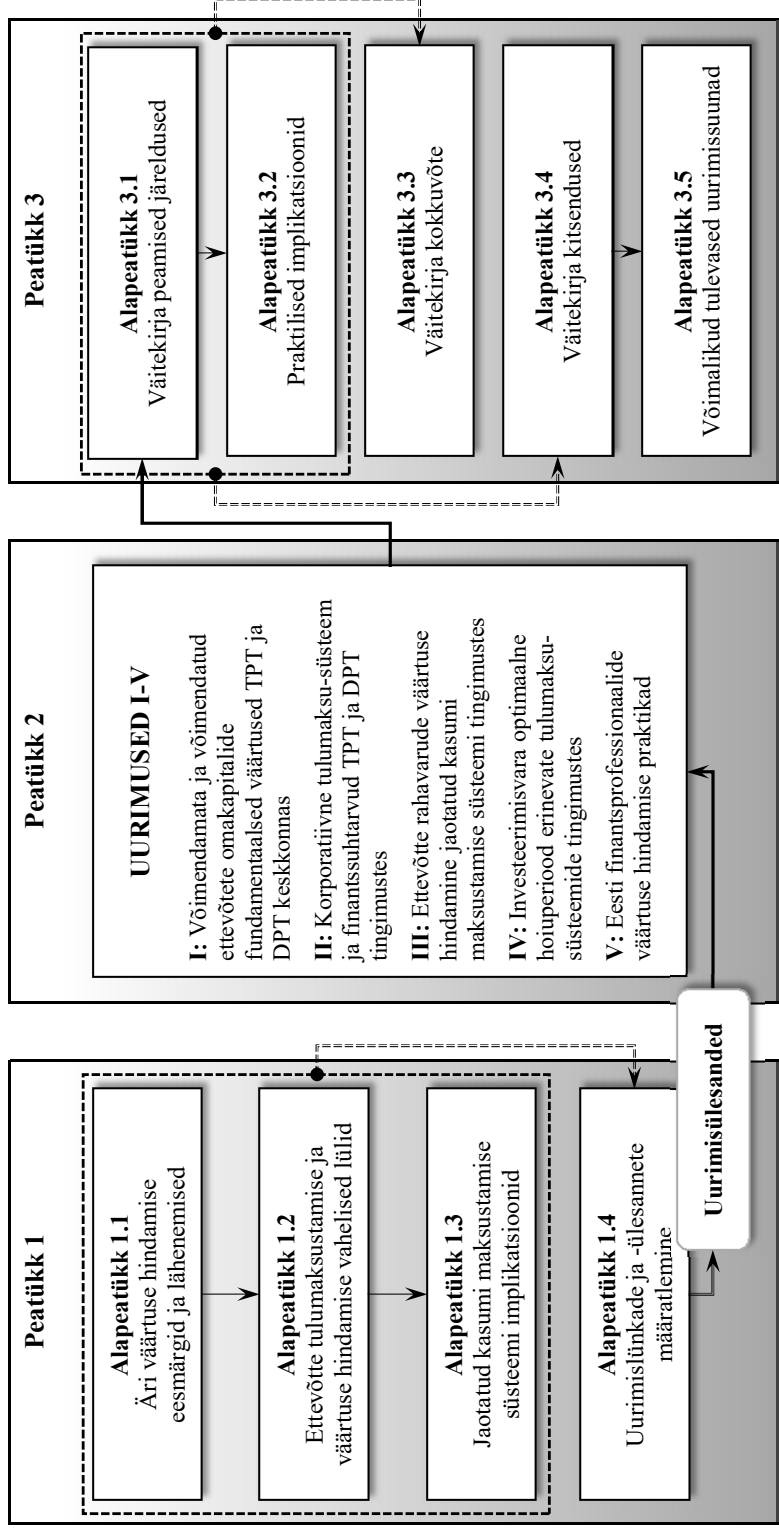 Peatükk 1
Alapeatükk 1.1
Äri väärtuse hindamise
eesmärgid ja lähenemised
Alapeatükk 1.2
Ettevõtte tulumaksustamise ja
väärtuse hindamise vahelised lülid
Alapeatükk 1.3
Jaotatud kasumi maksustamise
süsteemi implikatsioonid
Alapeatükk 1.4
Uurimislünkade ja -ülesannete
määratlemine
Uurimisülesanded
Peatükk 2
UURIMUSED I-V
I: Võimendamata ja võimendatud
ettevõtete omakapitalide
fundamentaalsed väärtused TPT ja
DPT keskkonnas
II: Korporatiivne tulumaksu-süsteem
ja finantssuhtarvud TPT ja DPT
tingimustes
III: Ettevõtte rahavarude väärtuse
hindamine jaotatud kasumi
maksustamise süsteemi tingimustes
IV: Investeerimisvara optimaalne
hoiuperiood erinevate tulumaksu-
süsteemide tingimustes
V: Eesti finantsprofessionaalide
väärtuse hindamise praktikad
Peatükk 3
Alapeatükk 3.1
Väitekirja peamised järeldused
Alapeatükk 3.2
Praktilised implikatsioonid
Alapeatükk 3.3
Väitekirja kokkuvõte
Alapeatükk 3.4
Väitekirja kitsendused
Alapeatükk 3.5
Võimalikud tulevased uurimissuunad